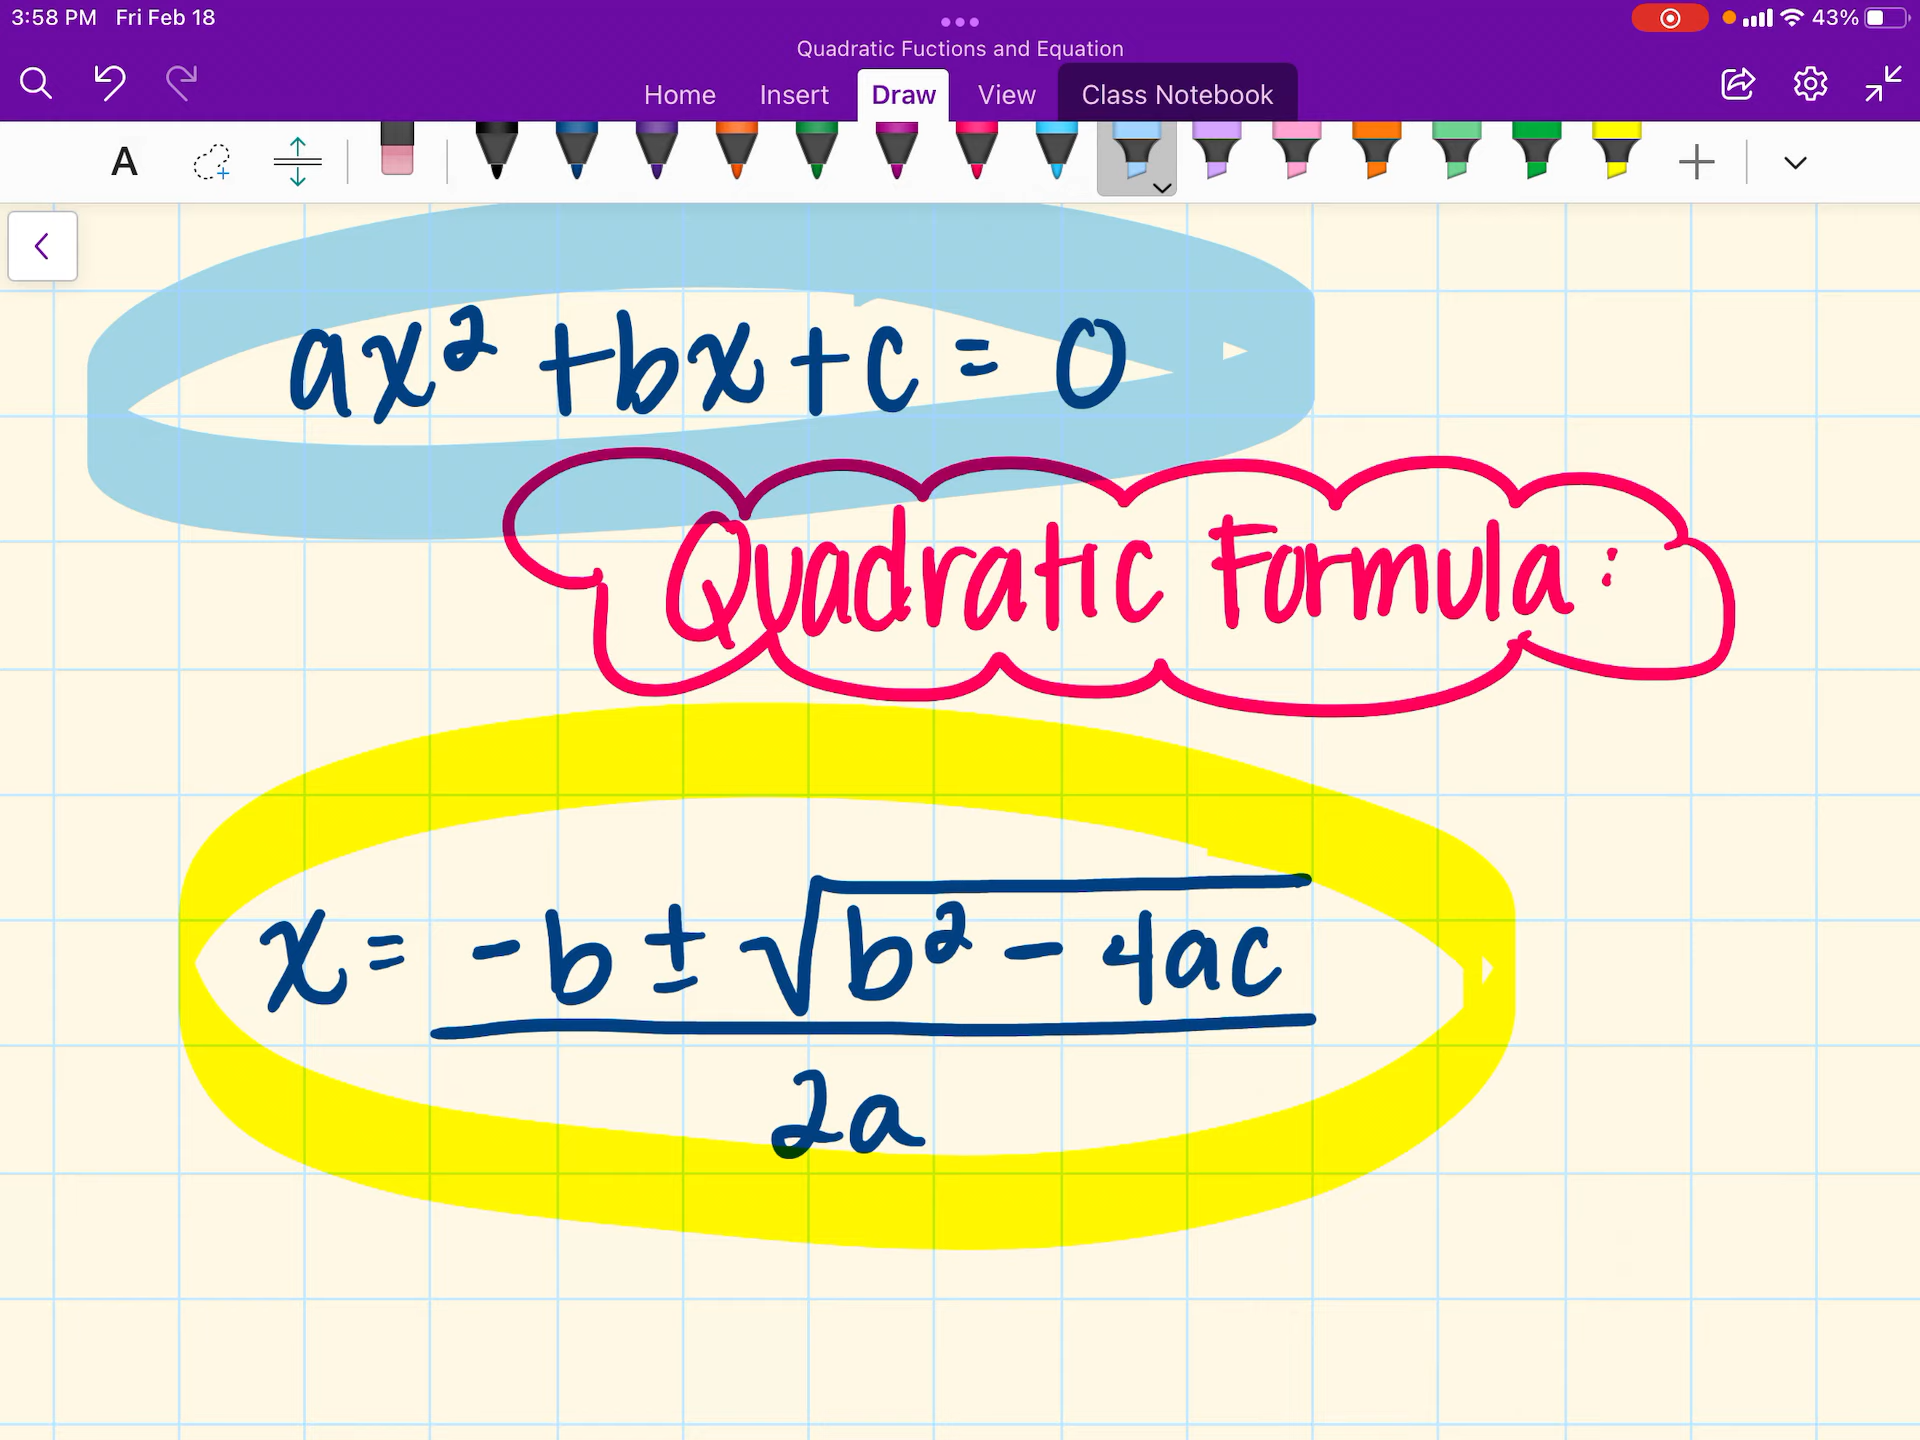 3:58 PM Fri Feb 18
43%
Quadratic Fuctions and Equation
Home Insert Draw View Class Notebook
A
ax² + bx + c = 0
Quadratic Formula:
x = -b ± √b² - 4ac
2a